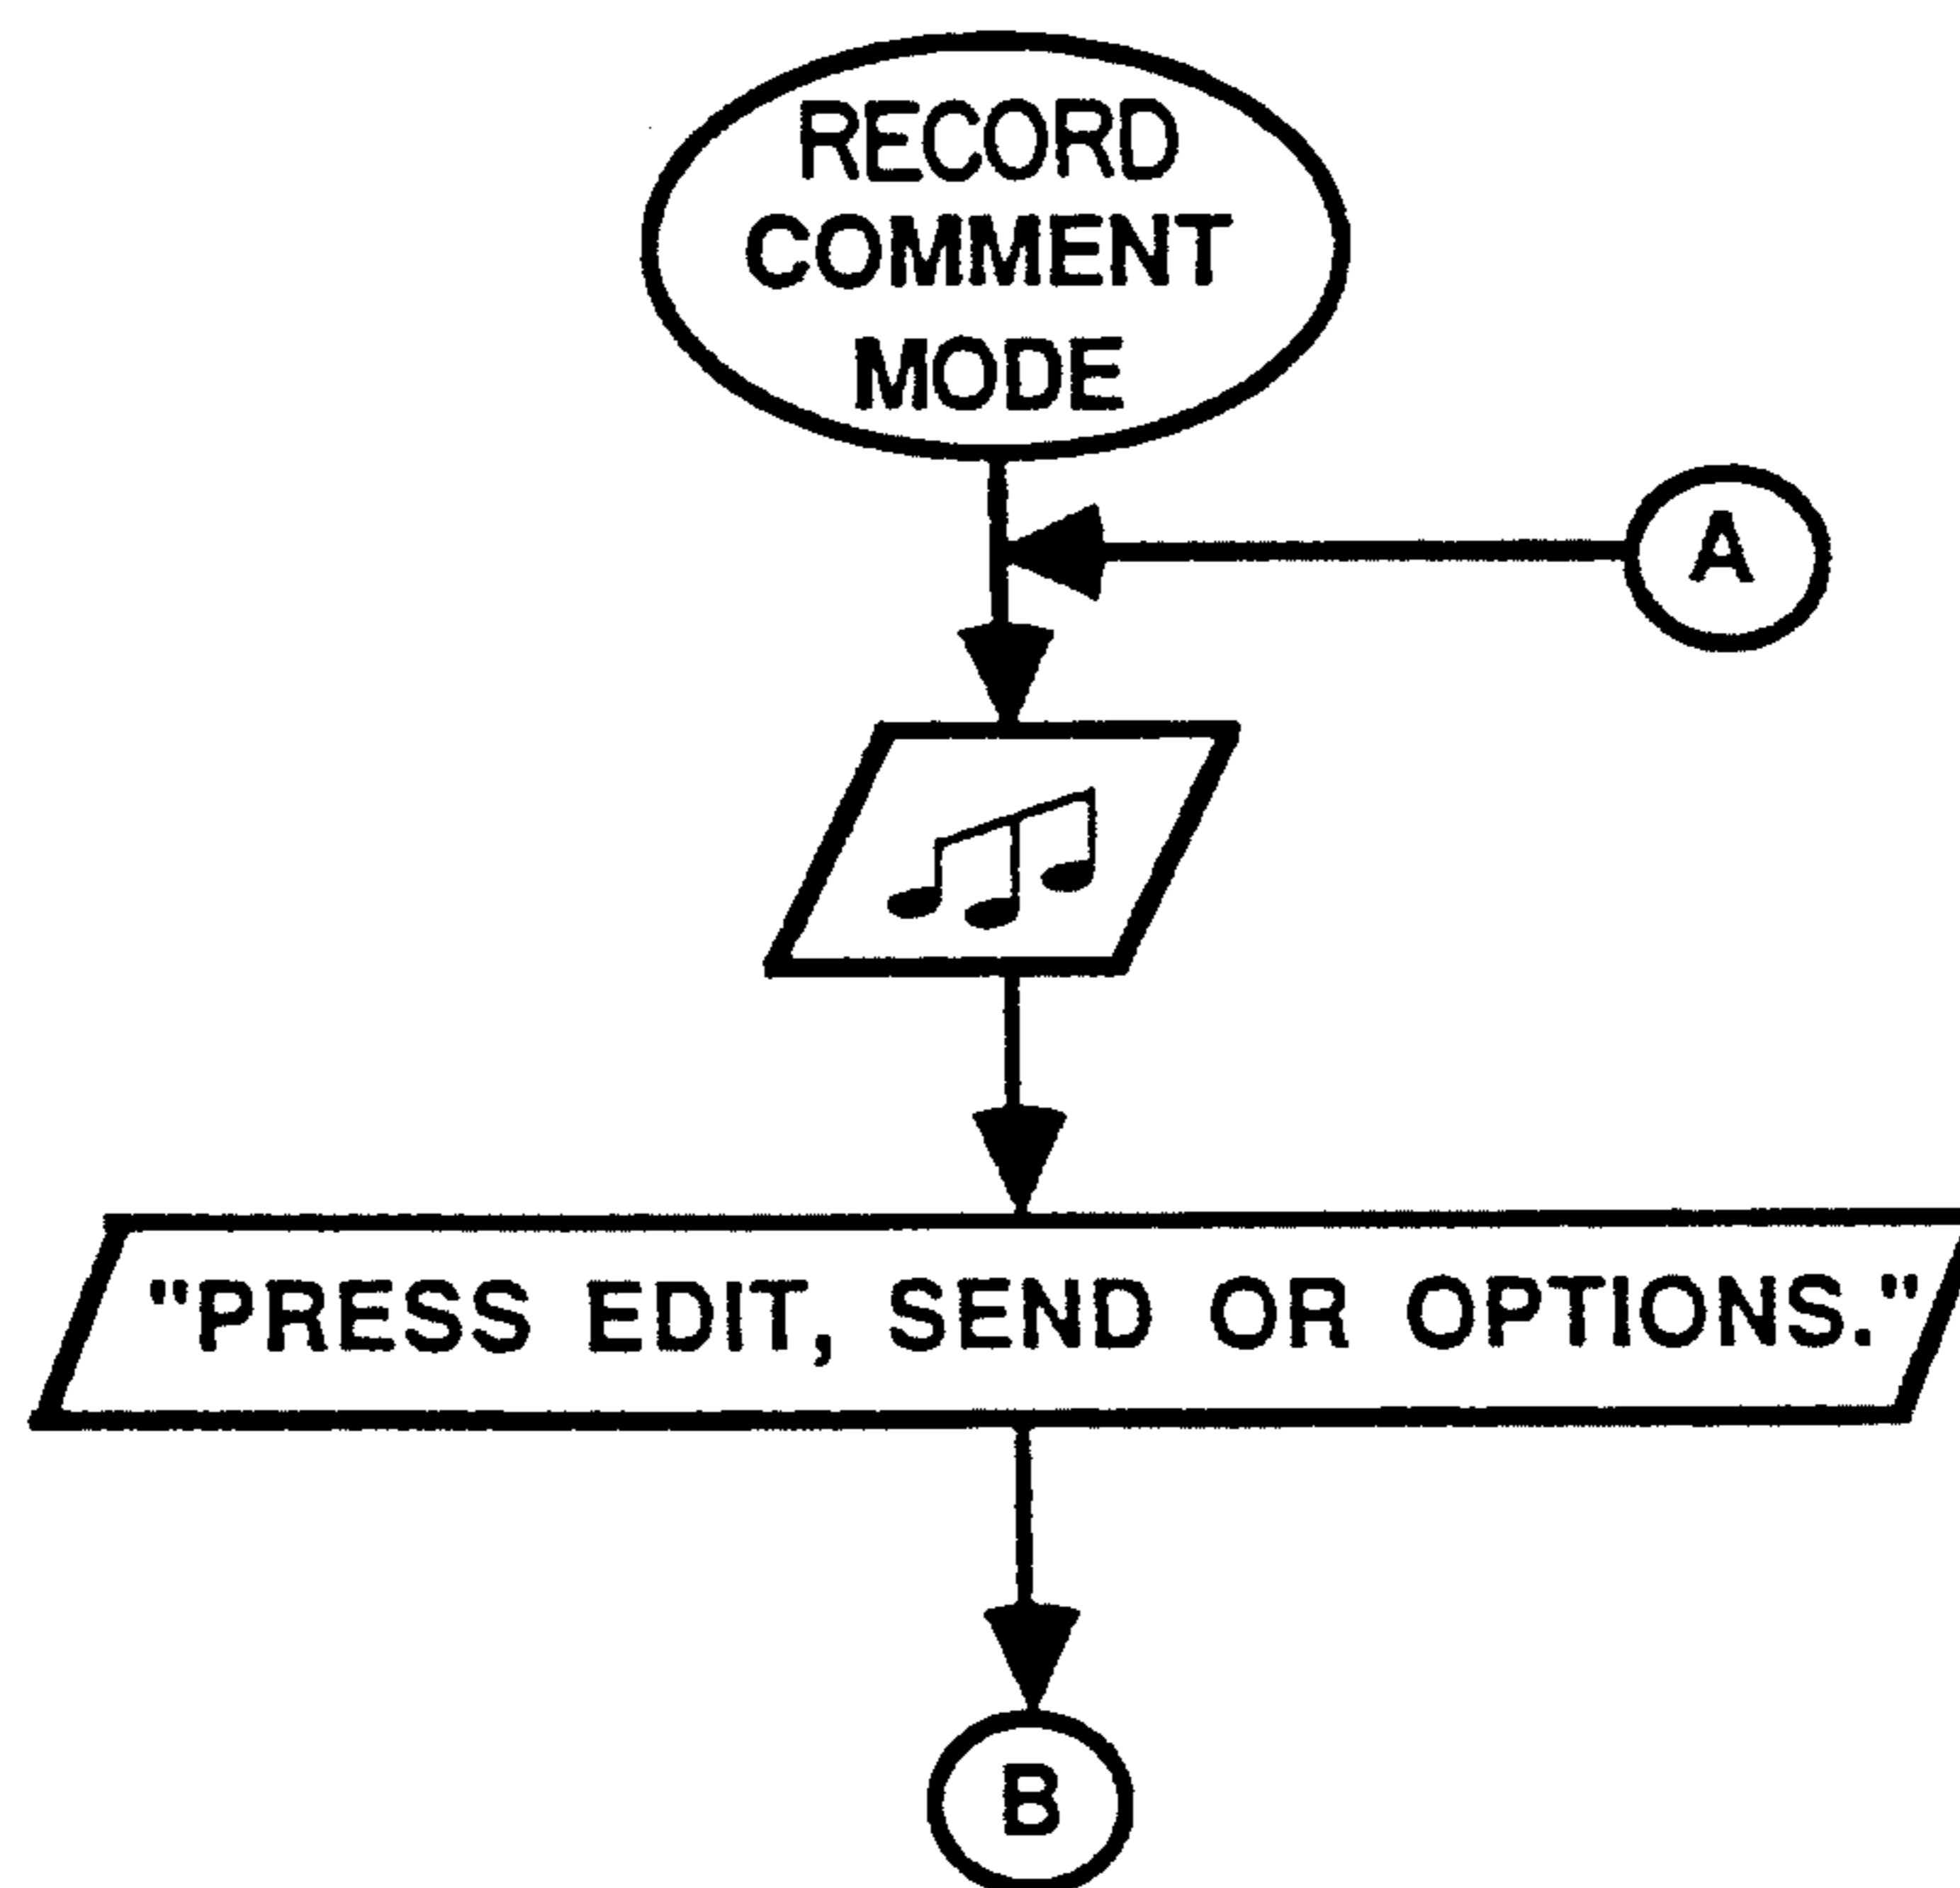 RECORD
COMMENT
MODE
A
"PRESS EDIT, SEND OR OPTIONS."
B